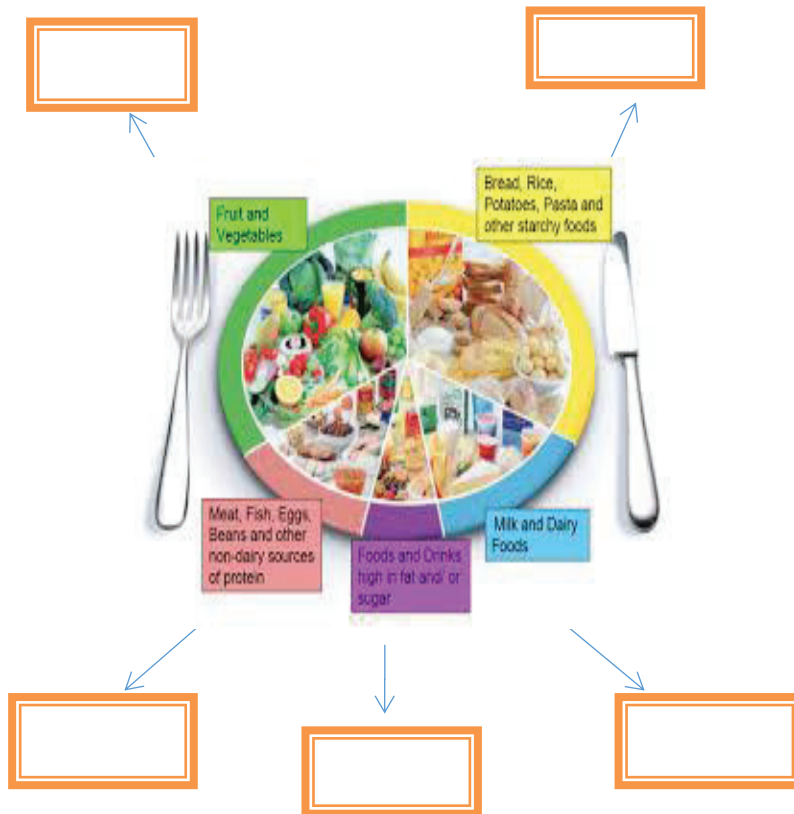 Fruit and
Vegetables
Bread, Rice,
Potatoes, Pasta and
other starchy foods
Meat, Fish, Eggs,
Beans and other
non-dairy sources
of protein
Foods and Drinks
high in fat and/ or
sugar
Milk and Dairy
Foods